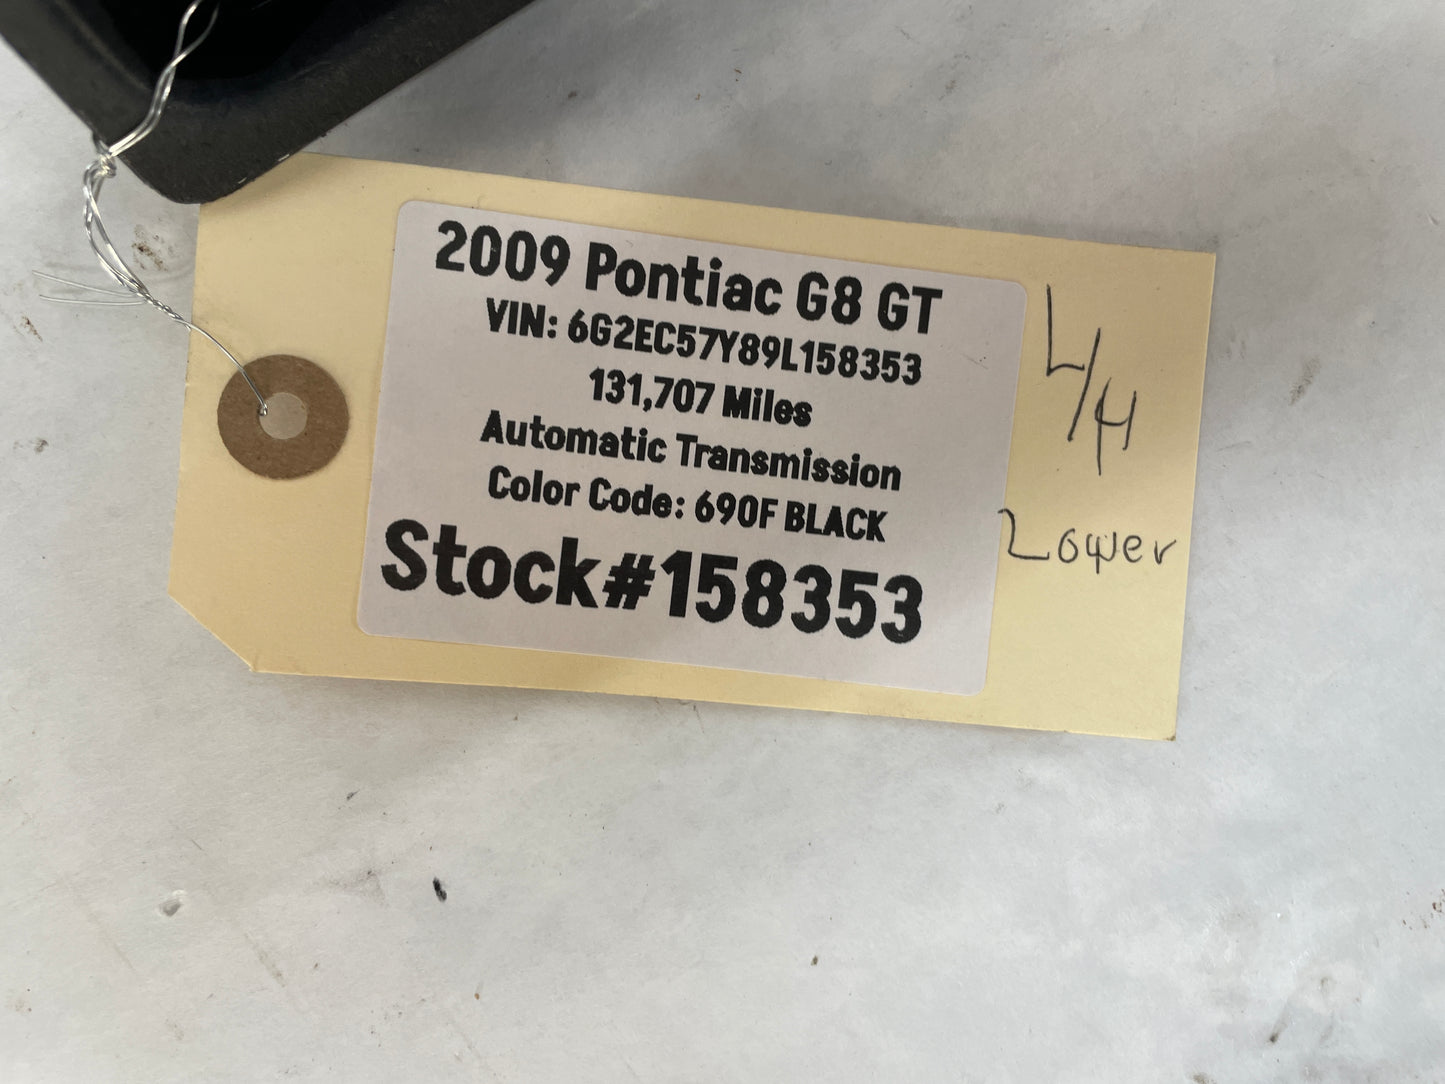 2009 Pontiac G8 GT
VIN: 6G2EC57Y89L158353
131,707 Miles
Automatic Transmission
Color Code: 690F BLACK
Stock#158353
L/H
Lower